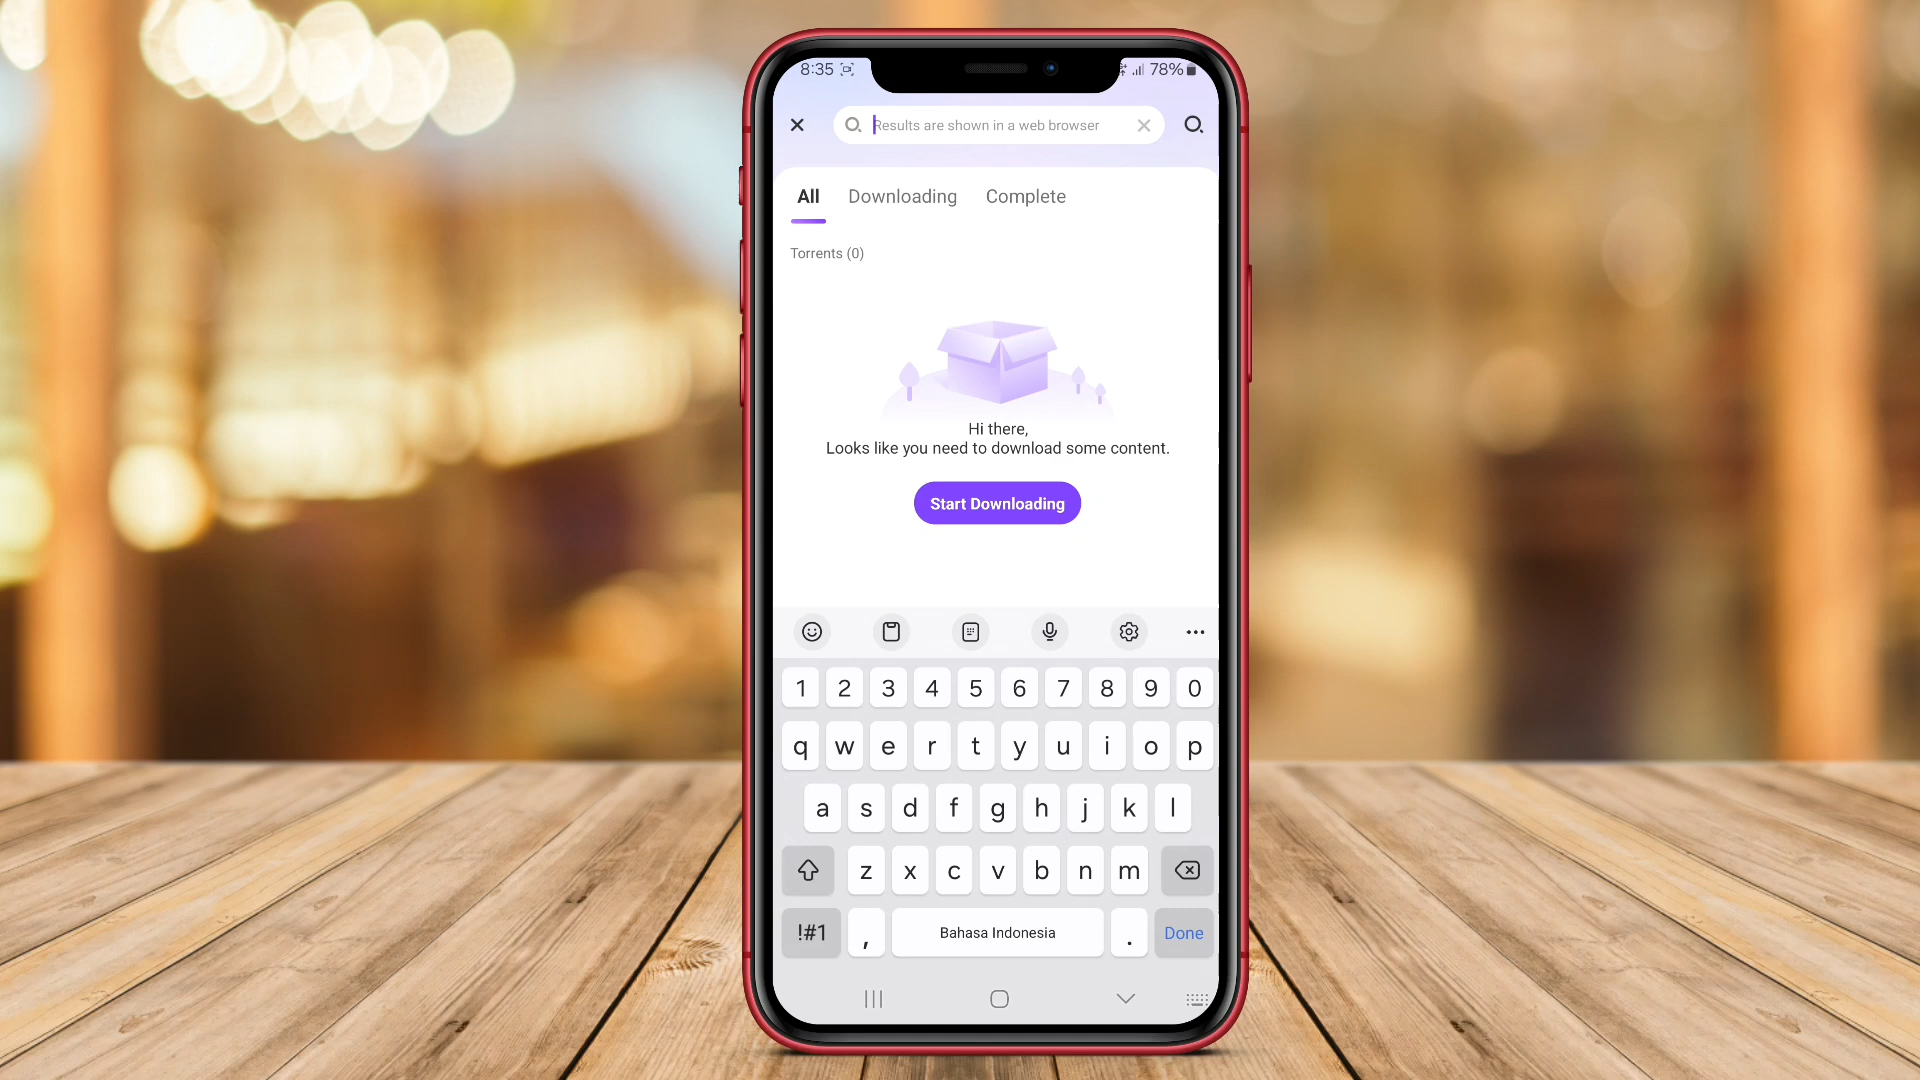 8:35 78%
Results are shown in a web browser
All Downloading Complete
Torrents (0)
Hi there,
Looks like you need to download some content.
Start Downloading
1 2 3 4 5 6 7 8 9 0
q w e r t y u i o p
a s d f g h j k l
z x c v b n m
!#1 , Bahasa Indonesia . Done